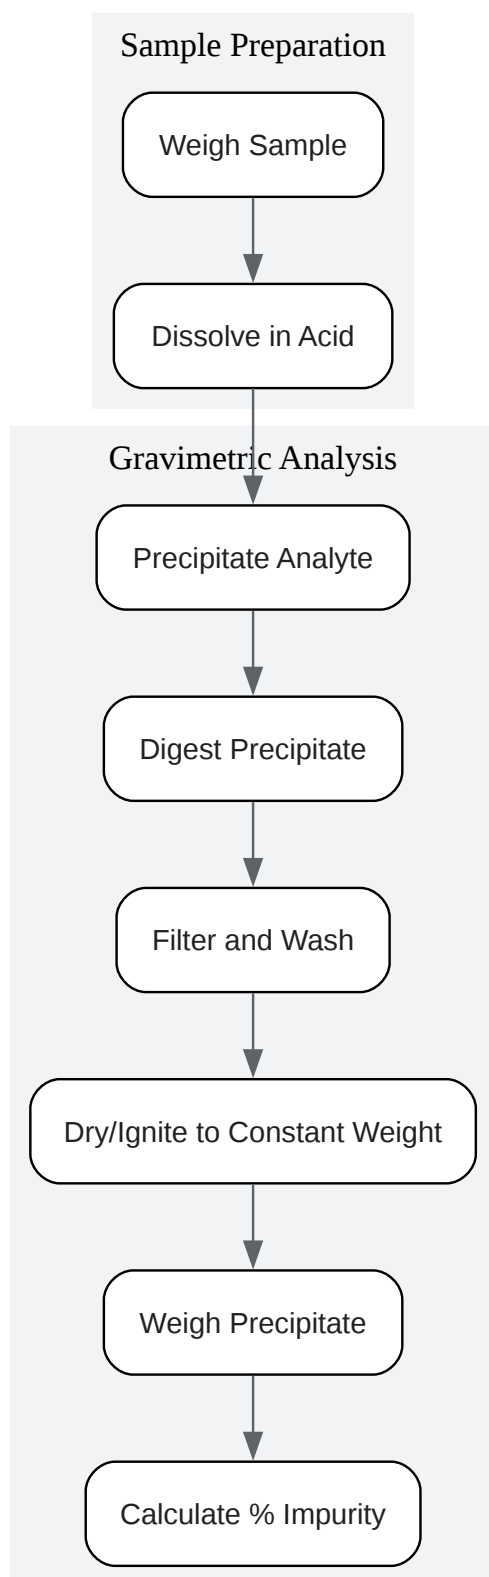 Sample Preparation
Weigh Sample
Dissolve in Acid
Gravimetric Analysis
Precipitate Analyte
Digest Precipitate
Filter and Wash
Dry/Ignite to Constant Weight
Weigh Precipitate
Calculate % Impurity